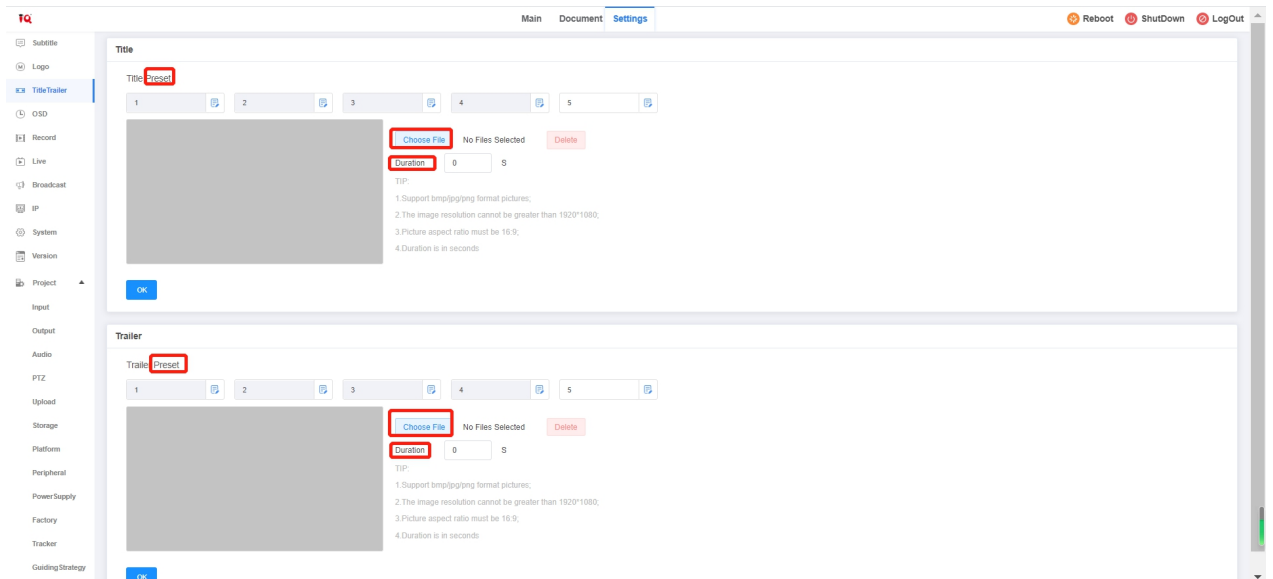 IQ
Main Document Settings
Reboot ShutDown LogOut
Subtitle
Logo
TitleTrailer
OSD
Record
Live
Broadcast
IP
System
Version
Project
Input
Output
Audio
PTZ
Upload
Storage
Platform
Peripheral
PowerSupply
Factory
Tracker
GuidingStrategy
Title
Title Preset
1 2 3 4 5
Choose File No Files Selected Delete
Duration 0 S
TIP:
1.Support bmp/jpg/png format pictures;
2.The image resolution cannot be greater than 1920*1080;
3.Picture aspect ratio must be 16:9;
4.Duration is in seconds
OK
Trailer
Trailer Preset
1 2 3 4 5
Choose File No Files Selected Delete
Duration 0 S
TIP:
1.Support bmp/jpg/png format pictures;
2.The image resolution cannot be greater than 1920*1080;
3.Picture aspect ratio must be 16:9;
4.Duration is in seconds
OK